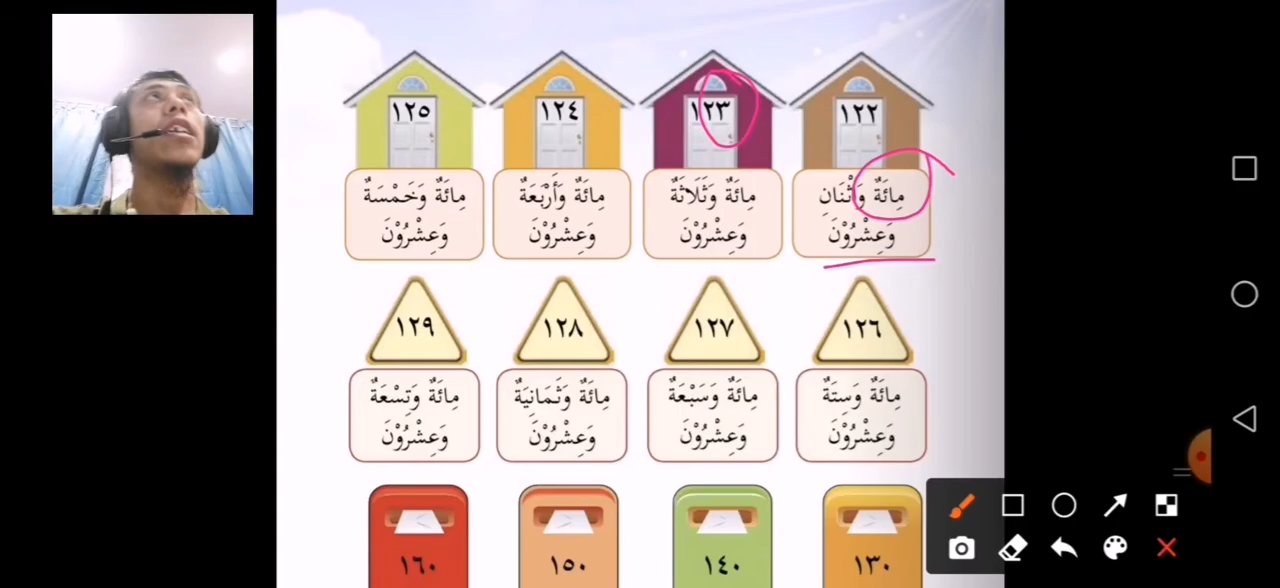 ١٢٢
١٢٣
١٢٤
١٢٥
مِائَةٌ وَثْنَانِ
وَعِشْرُوْنَ
مِائَةٌ وَثَلَاثَةٌ
وَعِشْرُوْنَ
مِائَةٌ وَأَرْبَعَةٌ
وَعِشْرُوْنَ
مِائَةٌ وَخَمْسَةٌ
وَعِشْرُوْنَ
١٢٦
١٢٧
١٢٨
١٢٩
مِائَةٌ وَسِتَةٌ
وَعِشْرُوْنَ
مِائَةٌ وَسَبْعَةٌ
وَعِشْرُوْنَ
مِائَةٌ وَثَمَانِيَةٌ
وَعِشْرُوْنَ
مِائَةٌ وَتِسْعَةٌ
وَعِشْرُوْنَ
١٣٠
١٤٠
١٥٠
١٦٠